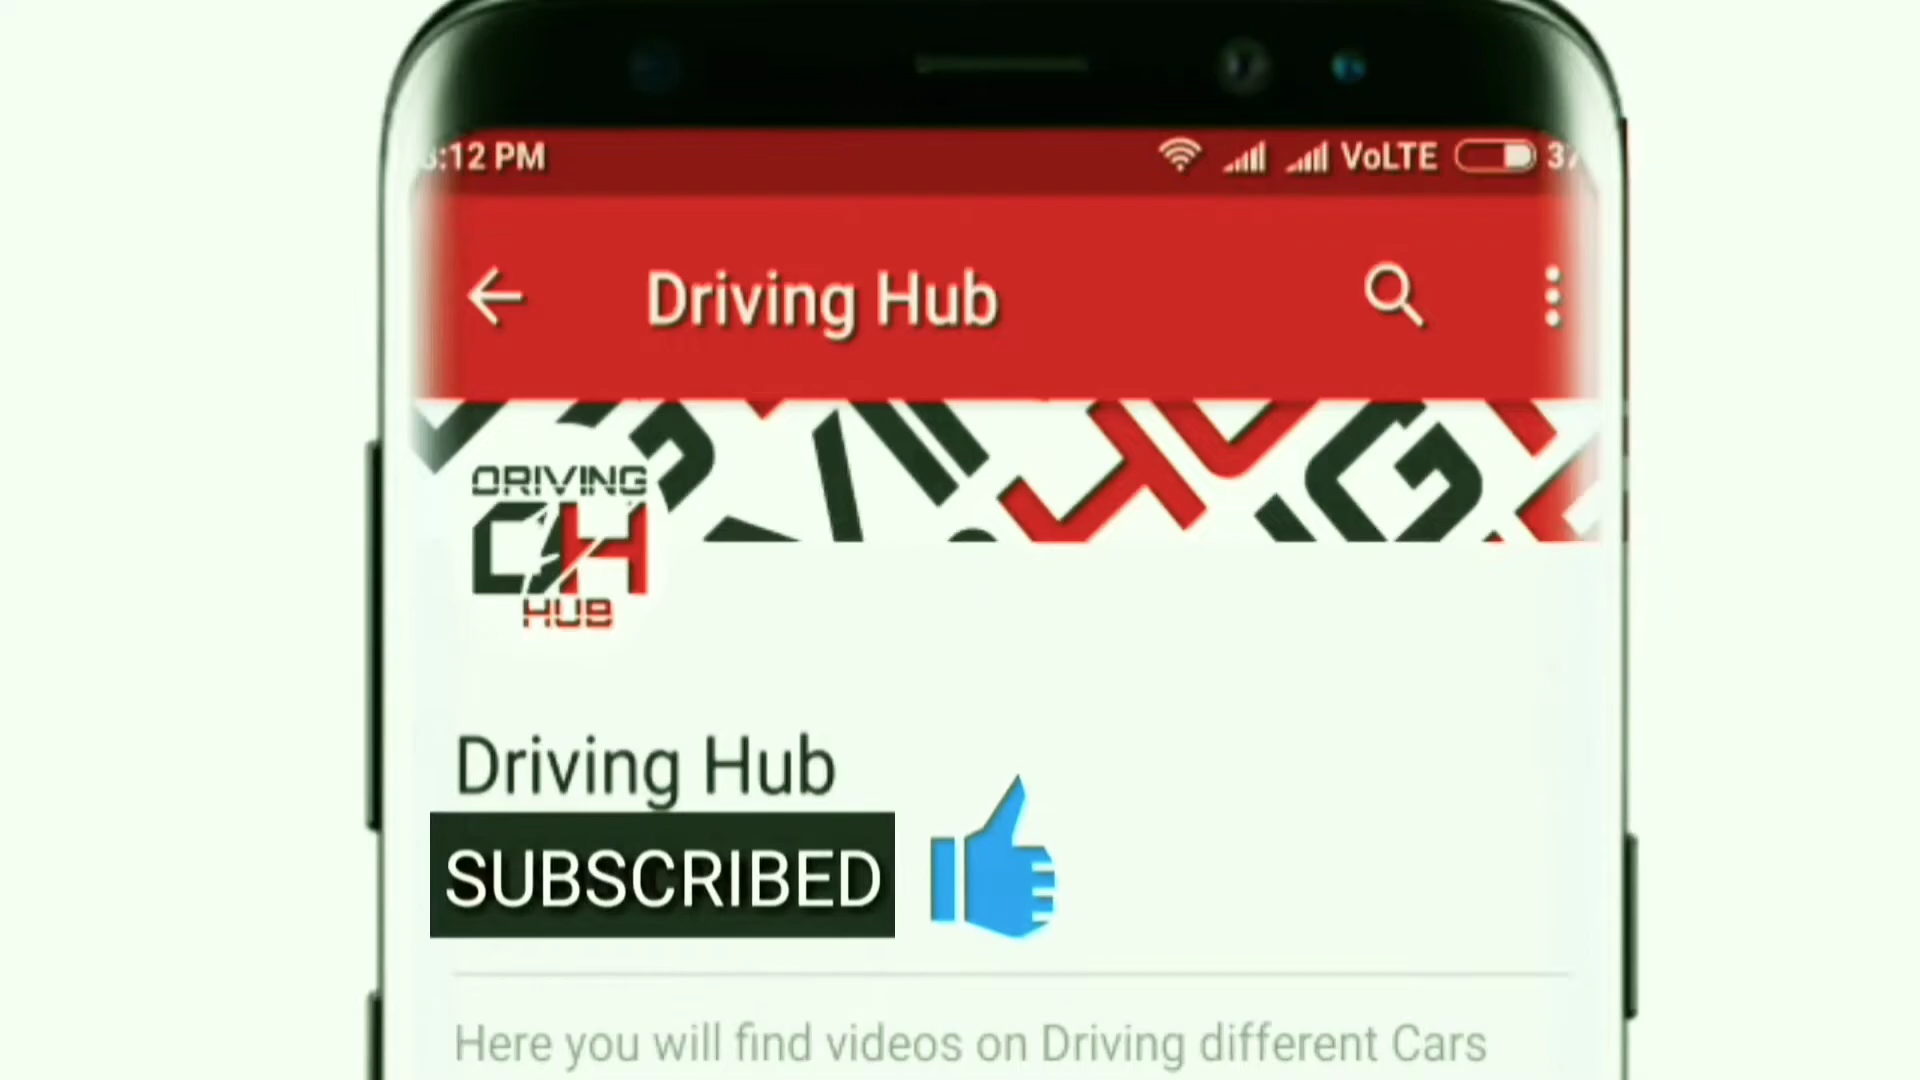 :12 PM VoLTE
Driving Hub
DRIVING
HUB
Driving Hub
SUBSCRIBED
Here you will find videos on Driving different Cars